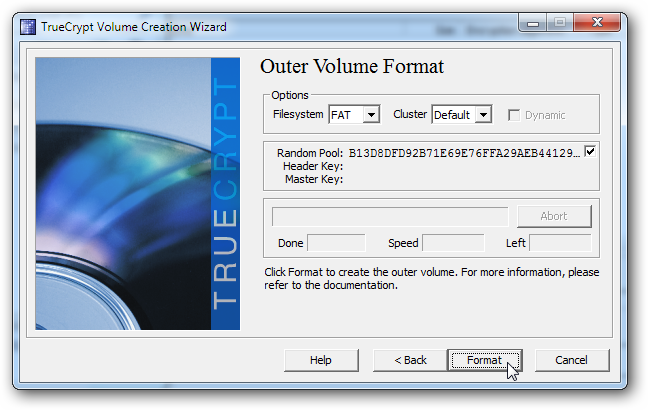 TrueCrypt Volume Creation Wizard
TRUECRYPT
Outer Volume Format
Options
Filesystem FAT Cluster Default Dynamic
Random Pool: B13D8DFD92B71E69E76FFA29AEB44129...
Header Key:
Master Key:
Abort
Done Speed Left
Click Format to create the outer volume. For more information, please
refer to the documentation.
Help < Back Format Cancel